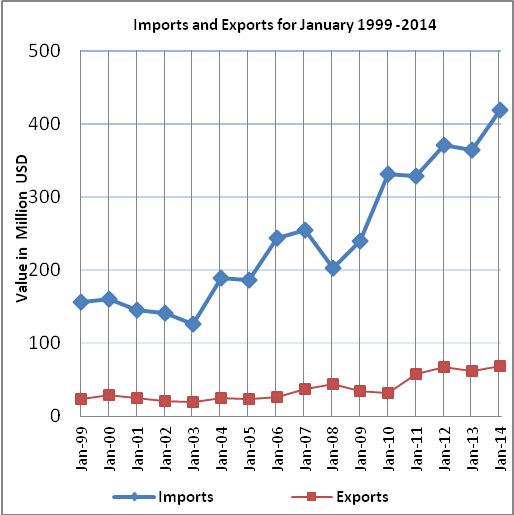 Imports and Exports for January 1999 -2014
Value in Million USD
500
400
300
200
100
0
Jan-99
Jan-00
Jan-01
Jan-02
Jan-03
Jan-04
Jan-05
Jan-06
Jan-07
Jan-08
Jan-09
Jan-10
Jan-11
Jan-12
Jan-13
Jan-14
Imports
Exports